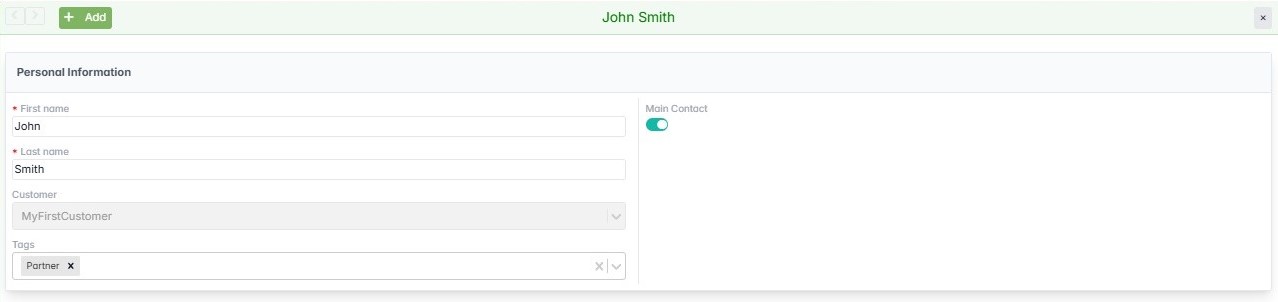 + Add
John Smith
×
Personal Information
* First name
John
* Last name
Smith
Customer
MyFirstCustomer
Tags
Partner ×
Main Contact